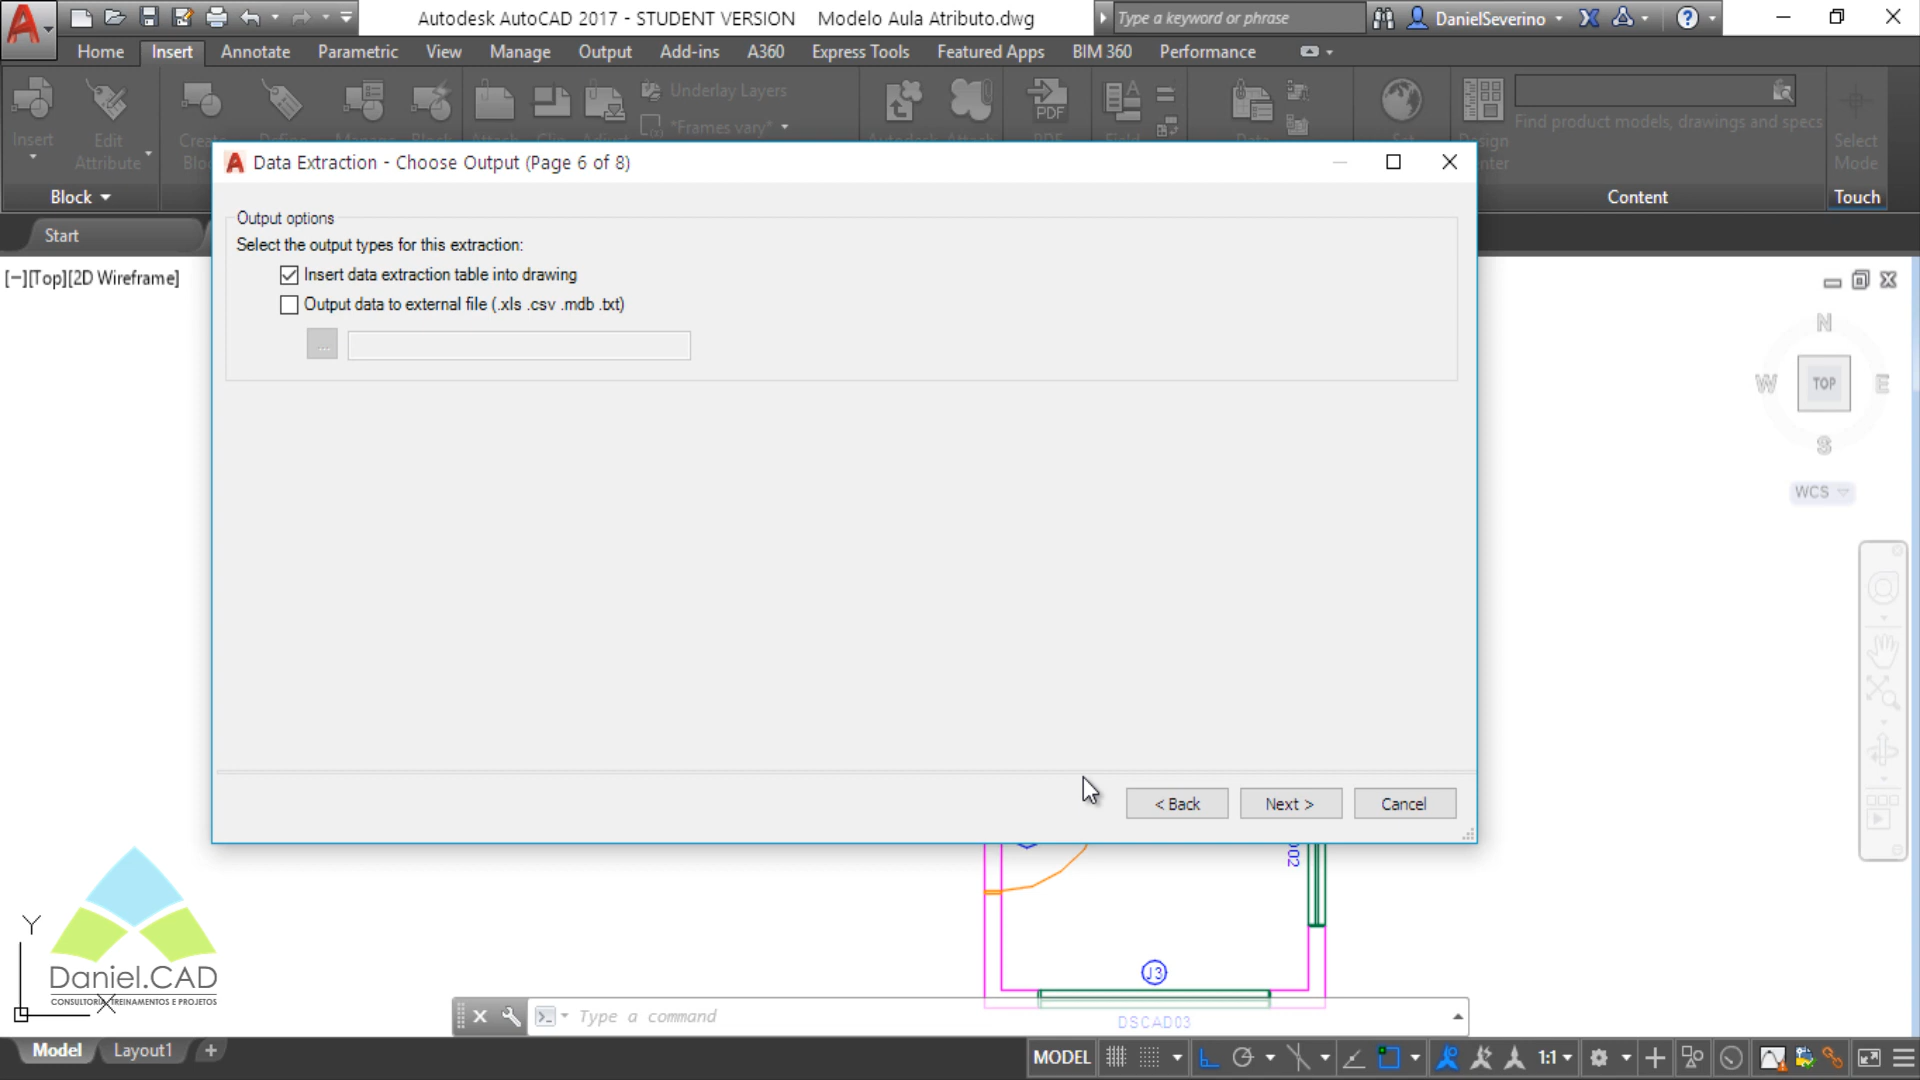 Autodesk AutoCAD 2017 - STUDENT VERSION    Modelo Aula Atributo.dwg
Type a keyword or phrase
DanielSeverino
Home Insert Annotate Parametric View Manage Output Add-ins A360 Express Tools Featured Apps BIM 360 Performance
Underlay Layers
Insert
Edit
Attribute
*Frames vary*
PDF
Find product models, drawings and specs
Select
Mode
Block
Content
Touch
Start
Data Extraction - Choose Output (Page 6 of 8)
Output options
Select the output types for this extraction:
Insert data extraction table into drawing
Output data to external file (.xls .csv .mdb .txt)
...
< Back
Next >
Cancel
[−][Top][2D Wireframe]
N
W
TOP
E
S
WCS
J3
DSCAD03
Y
X
Daniel.CAD
CONSULTORIA, TREINAMENTOS E PROJETOS
Type a command
Model
Layout1
+
MODEL
1:1